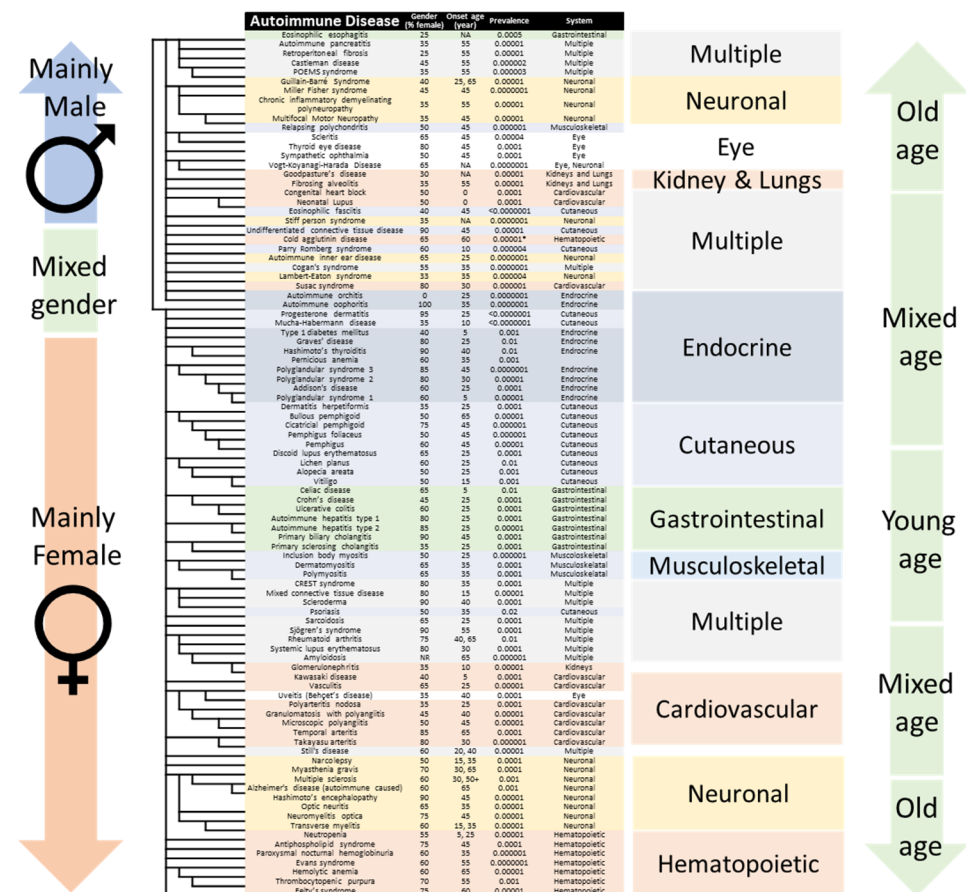 Autoimmune Disease Gender (% female) Onset age (year) Prevalence System
Eosinophilic esophagitis 25 NA 0.0005 Gastrointestinal
Autoimmune pancreatitis 35 55 0.00001 Multiple
Retroperitoneal fibrosis 25 55 0.00001 Multiple
Castleman disease 45 55 0.000002 Multiple
POEMS syndrome 35 55 0.000003 Multiple
Guillain-Barré Syndrome 40 25, 65 0.00001 Neuronal
Miller Fisher syndrome 45 45 0.0000001 Neuronal
Chronic inflammatory demyelinating
polyneuropathy 35 55 0.00001 Neuronal
Multifocal Motor Neuropathy 35 45 0.00001 Neuronal
Relapsing polychondritis 50 45 0.000001 Musculoskeletal
Scleritis 65 45 0.00004 Eye
Thyroid eye disease 80 45 0.0001 Eye
Sympathetic ophthalmia 50 45 0.0001 Eye
Vogt-Koyanagi-Harada Disease 65 NA 0.0000001 Eye, Neuronal
Goodpasture's disease 30 NA 0.00001 Kidneys and Lungs
Fibrosing alveolitis 35 55 0.00001 Kidneys and Lungs
Congenital heart block 50 0 0.0001 Cardiovascular
Neonatal Lupus 50 0 0.0001 Cardiovascular
Eosinophilic fasciitis 40 45 <0.0000001 Cutaneous
Stiff person syndrome 35 NA 0.0000001 Neuronal
Undifferentiated connective tissue disease 90 45 0.00001 Cutaneous
Cold agglutinin disease 65 60 0.00001* Hematopoietic
Parry Romberg syndrome 60 10 0.000004 Cutaneous
Autoimmune inner ear disease 65 25 0.0000001 Neuronal
Cogan's syndrome 55 35 0.0000001 Multiple
Lambert-Eaton syndrome 33 35 0.000004 Neuronal
Susac syndrome 80 30 0.000001 Cardiovascular
Autoimmune orchitis 0 25 0.0000001 Endocrine
Autoimmune oophoritis 100 35 0.0000001 Endocrine
Progesterone dermatitis 95 25 <0.0000001 Cutaneous
Mucha-Habermann disease 35 10 <0.0000001 Cutaneous
Type 1 diabetes mellitus 40 5 0.001 Endocrine
Graves' disease 80 25 0.01 Endocrine
Hashimoto's thyroiditis 90 40 0.01 Endocrine
Pernicious anemia 60 35 0.001
Polyglandular syndrome 3 85 45 0.0000001 Endocrine
Polyglandular syndrome 2 80 30 0.00001 Endocrine
Addison's disease 60 25 0.0001 Endocrine
Polyglandular syndrome 1 60 5 0.00001 Endocrine
Dermatitis herpetiformis 35 25 0.0001 Cutaneous
Bullous pemphigoid 50 65 0.00001 Cutaneous
Cicatricial pemphigoid 75 45 0.00001 Cutaneous
Pemphigus foliaceus 50 45 0.00001 Cutaneous
Pemphigus 60 45 0.00001 Cutaneous
Discoid lupus erythematosus 65 25 0.0001 Cutaneous
Lichen planus 60 25 0.01 Cutaneous
Alopecia areata 50 25 0.001 Cutaneous
Vitiligo 50 15 0.001 Cutaneous
Celiac disease 65 5 0.01 Gastrointestinal
Crohn's disease 45 25 0.0001 Gastrointestinal
Ulcerative colitis 60 25 0.0001 Gastrointestinal
Autoimmune hepatitis type 1 80 25 0.0001 Gastrointestinal
Autoimmune hepatitis type 2 85 25 0.00001 Gastrointestinal
Primary biliary cholangitis 90 45 0.0001 Gastrointestinal
Primary sclerosing cholangitis 35 25 0.0001 Gastrointestinal
Inclusion body myositis 50 25 0.000001 Musculoskeletal
Dermatomyositis 65 35 0.0001 Musculoskeletal
Polymyositis 65 35 0.0001 Musculoskeletal
CREST syndrome 80 35 0.0001 Multiple
Mixed connective tissue disease 80 15 0.00001 Multiple
Scleroderma 90 40 0.0001 Multiple
Psoriasis 50 35 0.02 Cutaneous
Sarcoidosis 65 25 0.0001 Multiple
Sjögren's syndrome 90 55 0.0001 Multiple
Rheumatoid arthritis 75 40, 65 0.01 Multiple
Systemic lupus erythematosus 80 30 0.0001 Multiple
Amyloidosis NR 65 0.000001 Multiple
Glomerulonephritis 35 10 0.00001 Kidneys
Kawasaki disease 40 5 0.0001 Cardiovascular
Vasculitis 65 25 0.0001 Cardiovascular
Uveitis (Behçet's disease) 35 40 0.0001 Eye
Polyarteritis nodosa 35 25 0.0001 Cardiovascular
Granulomatosis with polyangiitis 45 40 0.00001 Cardiovascular
Microscopic polyangiitis 50 45 0.00001 Cardiovascular
Temporal arteritis 85 65 0.0001 Cardiovascular
Takayasu arteritis 80 30 0.000001 Cardiovascular
Still's disease 60 20, 40 0.00001 Multiple
Narcolepsy 50 15, 35 0.0001 Neuronal
Myasthenia gravis 70 30, 65 0.0001 Neuronal
Multiple sclerosis 60 30, 50+ 0.001 Neuronal
Alzheimer's disease (autoimmune caused) 60 65 0.001 Neuronal
Hashimoto's encephalopathy 90 45 0.00001 Neuronal
Optic neuritis 65 35 0.00001 Neuronal
Neuromyelitis optica 75 45 0.00001 Neuronal
Transverse myelitis 60 15, 35 0.00001 Neuronal
Neutropenia 55 5, 25 0.00001 Hematopoietic
Antiphospholipid syndrome 75 45 0.0001 Hematopoietic
Paroxysmal nocturnal hemoglobinuria 60 35 0.000001 Hematopoietic
Evans syndrome 60 55 0.0000001 Hematopoietic
Hemolytic anemia 60 65 0.00001 Hematopoietic
Thrombocytopenic purpura 70 55 0.001 Hematopoietic
Mainly
Male
Mixed
gender
Mainly
Female
Multiple
Neuronal
Eye
Kidney & Lungs
Multiple
Endocrine
Cutaneous
Gastrointestinal
Musculoskeletal
Multiple
Cardiovascular
Neuronal
Hematopoietic
Old
age
Mixed
age
Young
age
Mixed
age
Old
age